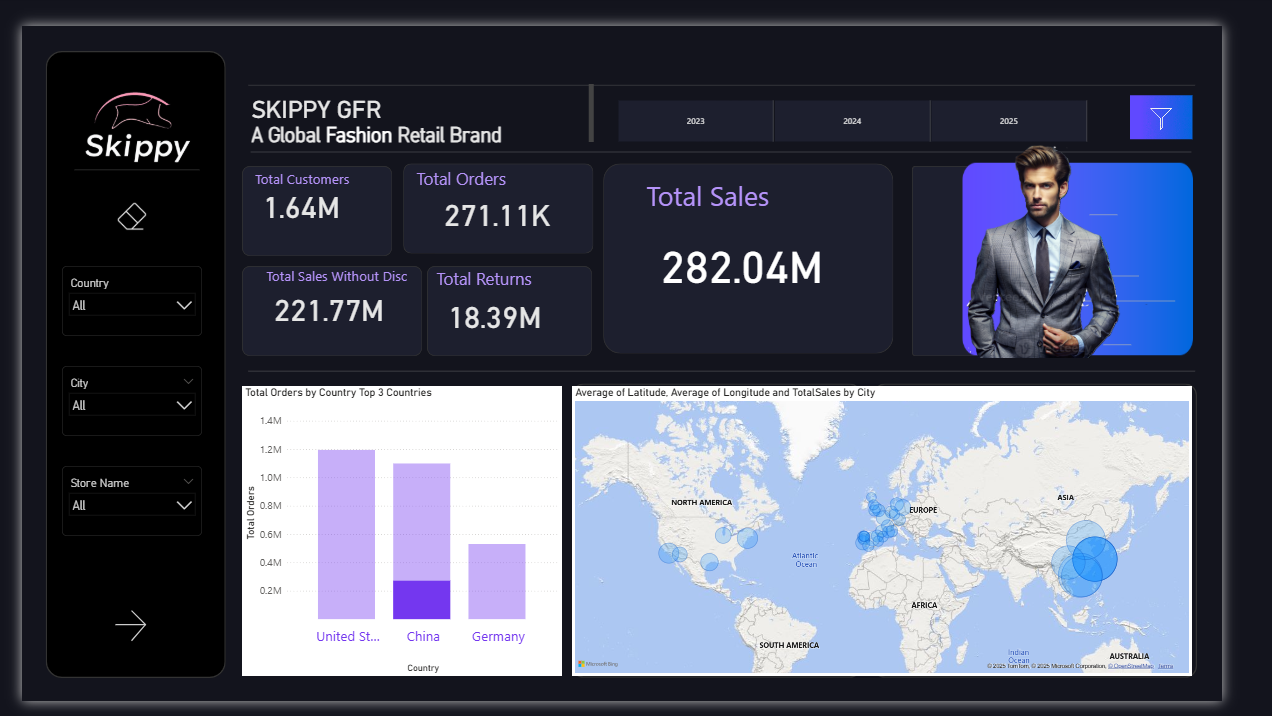 Skippy
SKIPPY GFR
A Global Fashion Retail Brand
2023
2024
2025
Total Customers
1.64M
Total Orders
271.11K
Total Sales
282.04M
Total Sales Without Disc
221.77M
Total Returns
18.39M
Country
All
City
All
Store Name
All
Total Orders by Country Top 3 Countries
Total Orders
1.4M
1.2M
1.0M
0.8M
0.6M
0.4M
0.2M
United St...
China
Germany
Country
Average of Latitude, Average of Longitude and TotalSales by City
NORTH AMERICA
EUROPE
ASIA
Atlantic
Ocean
AFRICA
SOUTH AMERICA
Indian
Ocean
AUSTRALIA
Microsoft Bing
© 2025 TomTom, © 2025 Microsoft Corporation, © OpenStreetMap Terms